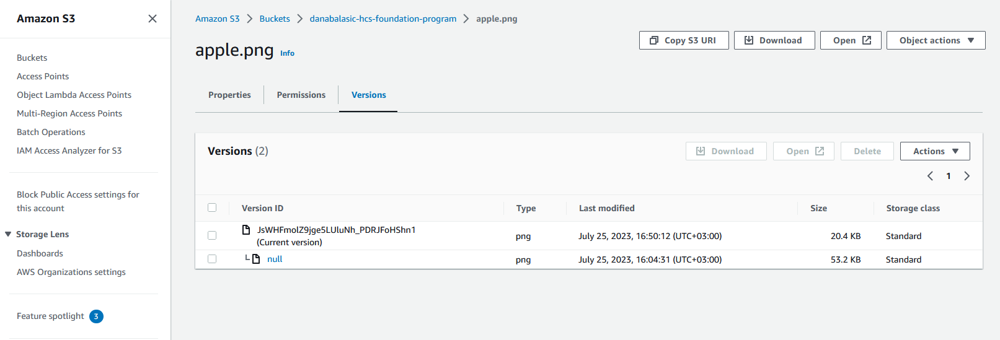 Amazon S3
Buckets
Access Points
Object Lambda Access Points
Multi-Region Access Points
Batch Operations
IAM Access Analyzer for S3
Block Public Access settings for
this account
Storage Lens
Dashboards
AWS Organizations settings
Feature spotlight 3
Amazon S3 Buckets danabalasic-hcs-foundation-program apple.png
apple.png Info
Copy S3 URI Download Open Object actions
Properties Permissions Versions
Versions (2)
Download Open Delete Actions
1
Version ID Type Last modified Size Storage class
JsWHFmolZ9jge5LUluNh_PDRJFoHShn1
(Current version) png July 25, 2023, 16:50:12 (UTC+03:00) 20.4 KB Standard
null png July 25, 2023, 16:04:31 (UTC+03:00) 53.2 KB Standard